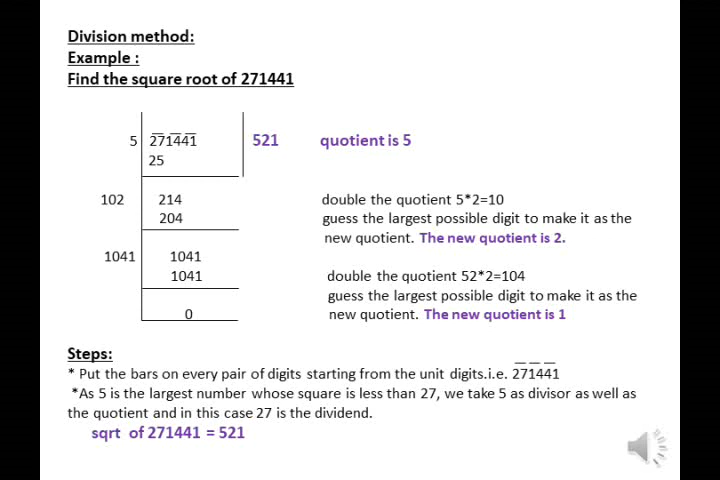 Division method:
Example :
Find the square root of 271441
5 271441 521 quotient is 5
25
102 214 double the quotient 5*2=10
204 guess the largest possible digit to make it as the
new quotient. The new quotient is 2.
1041 1041
1041 double the quotient 52*2=104
guess the largest possible digit to make it as the
0 new quotient. The new quotient is 1
Steps:
* Put the bars on every pair of digits starting from the unit digits.i.e. 271441
*As 5 is the largest number whose square is less than 27, we take 5 as divisor as well as
the quotient and in this case 27 is the dividend.
sqrt of 271441 = 521